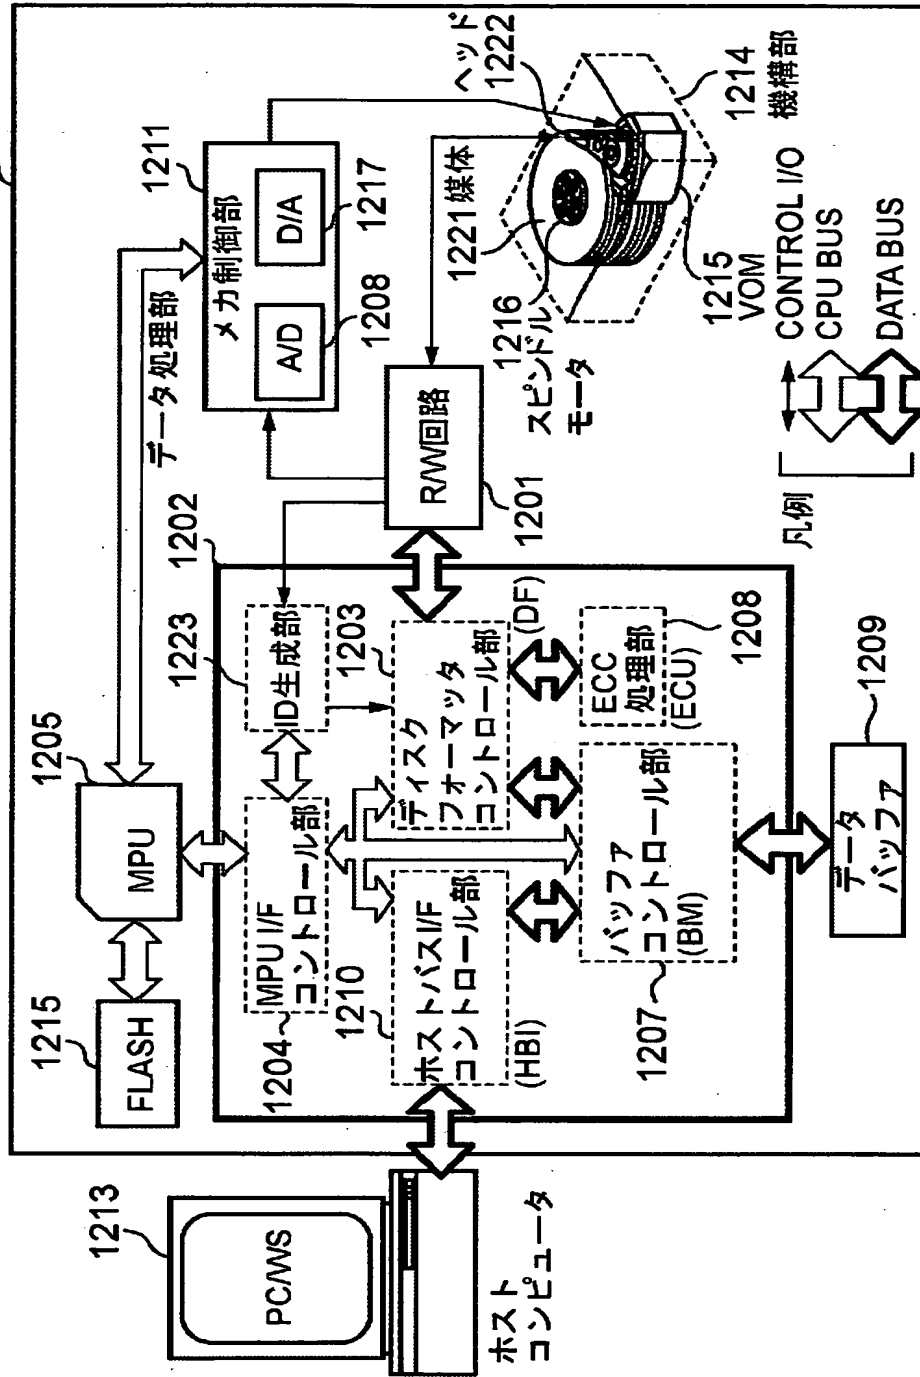 1213
PC/WS
ホスト
コンピュータ
1215
FLASH
1205
MPU
データ処理部
1211
メカ制御部
A/D
D/A
1208
1217
1202
1223
ID生成部
MPU I/F
コントロール部
1204
1210
ホストバスI/F
コントロール部
(HBI)
1203
ディスク
フォーマッタ
コントロール部
(DF)
R/W回路
1201
ECC
処理部
(ECU)
1208
バッファ
コントロール部
(BM)
1207
1209
データ
バッファ
ヘッド
1222
1221 媒体
1216
スピンドル
モータ
1215
VOM
1214
機構部
凡例
CONTROL I/O
CPU BUS
DATA BUS